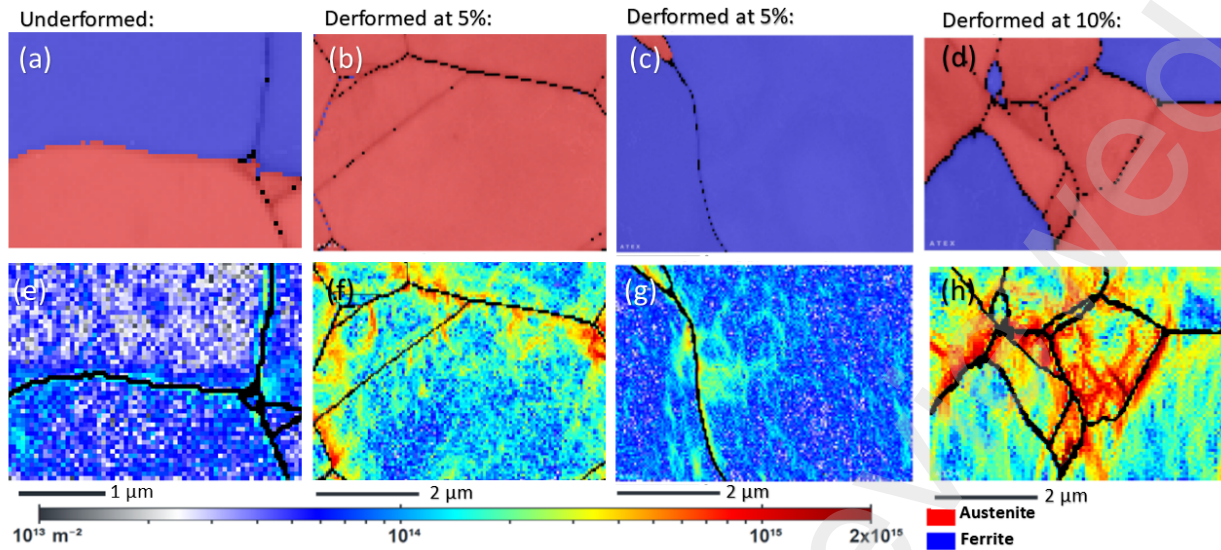 Underformed:
Derformed at 5%:
Derformed at 5%:
Derformed at 10%:
(a)
(b)
(c)
(d)
ATEX
ATEX
(e)
(f)
(g)
(h)
1 μm
2 μm
2 μm
2 μm
10¹³ m⁻²
10¹⁴
10¹⁵
2x10¹⁵
Austenite
Ferrite